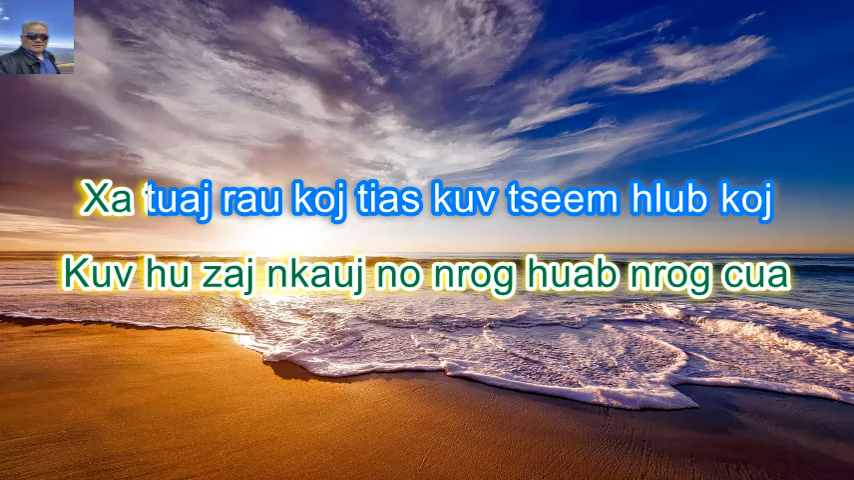 Xa tuaj rau koj tias kuv tseem hlub koj
Kuv hu zaj nkauj no nrog huab nrog cua